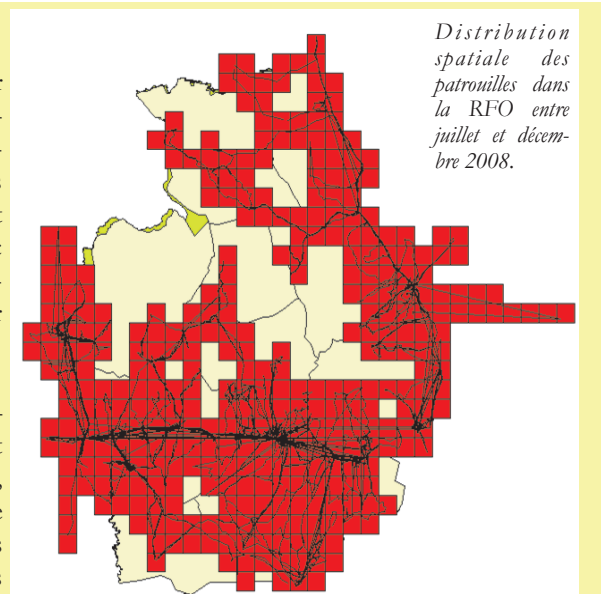 Distribution
spatiale des
patrouilles dans
la RFO entre
juillet et décem-
bre 2008.